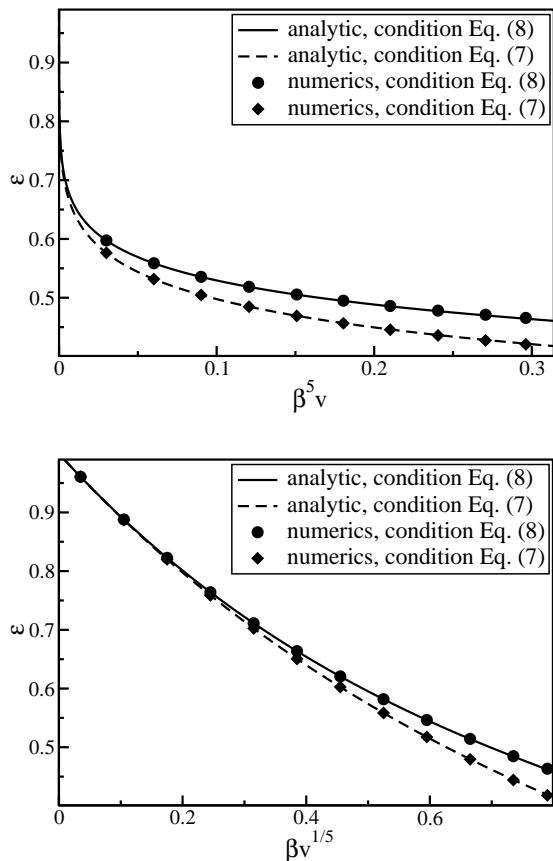 analytic, condition Eq. (8)
analytic, condition Eq. (7)
numerics, condition Eq. (8)
numerics, condition Eq. (7)
0.9
0.8
0.7
0.6
0.5
ε
0 0.1 0.2 0.3
β⁵v
analytic, condition Eq. (8)
analytic, condition Eq. (7)
numerics, condition Eq. (8)
numerics, condition Eq. (7)
0.9
0.8
0.7
0.6
0.5
ε
0 0.2 0.4 0.6
βv^{1/5}